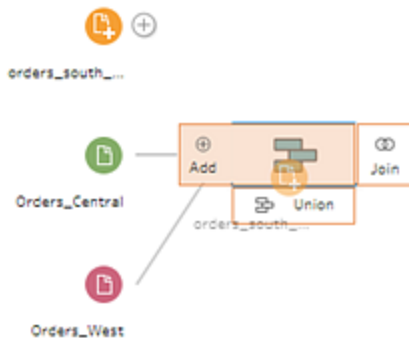 orders_south_...
Add
Join
Orders_Central
Union
orders_south_...
Orders_West